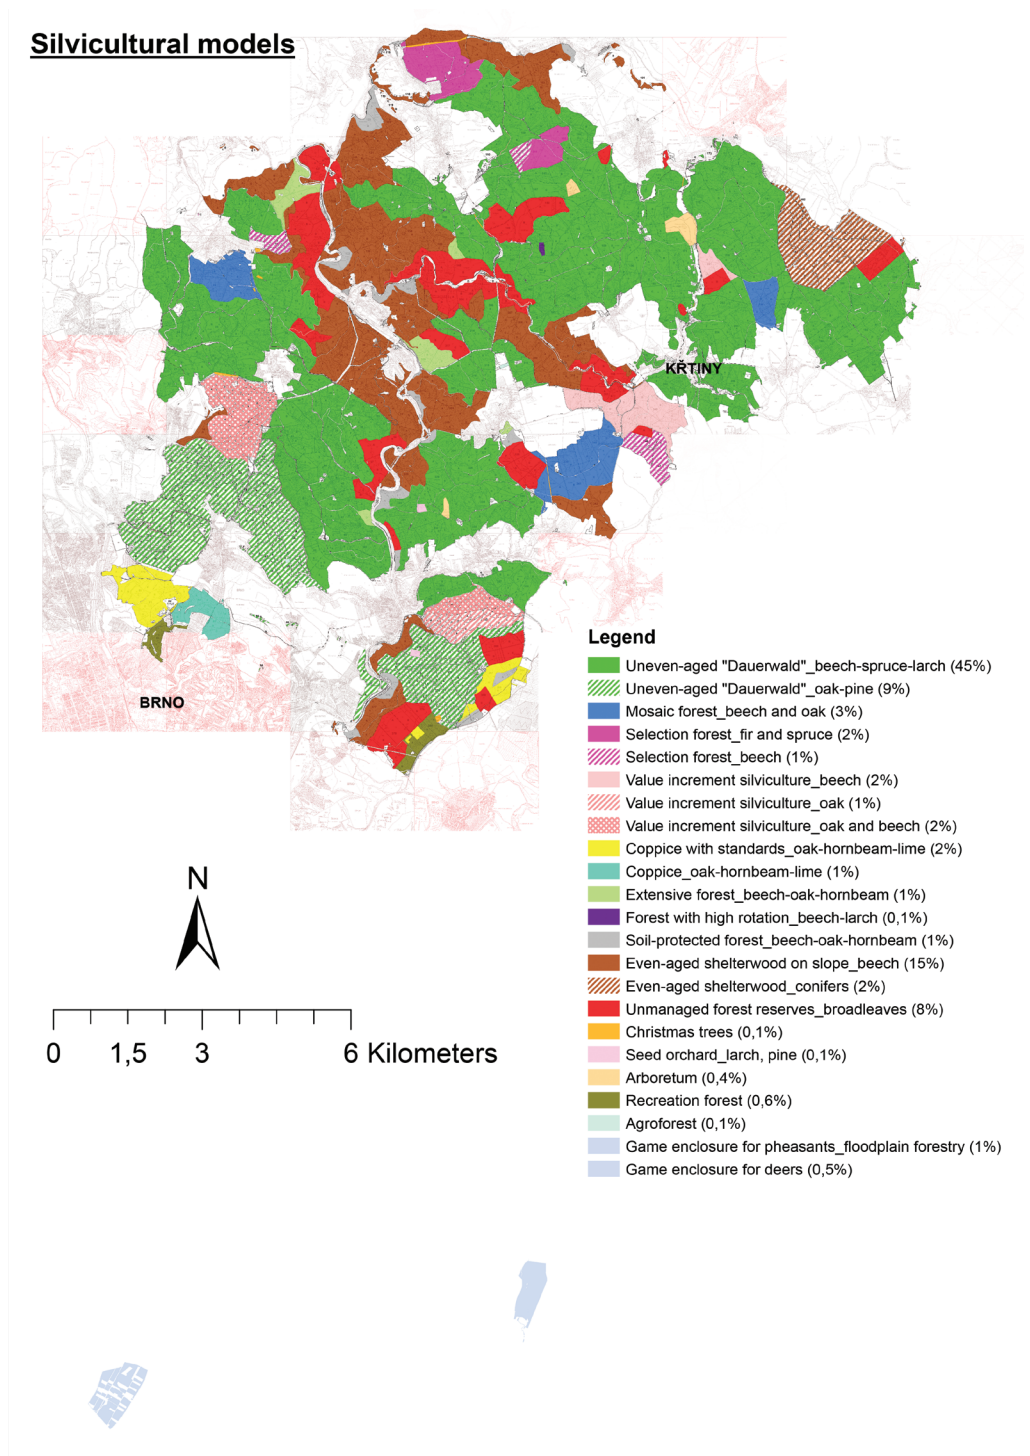 Silvicultural models
KŘTINY
BRNO
Legend
Uneven-aged "Dauerwald"_beech-spruce-larch (45%)
Uneven-aged "Dauerwald"_oak-pine (9%)
Mosaic forest_beech and oak (3%)
Selection forest_fir and spruce (2%)
Selection forest_beech (1%)
Value increment silviculture_beech (2%)
Value increment silviculture_oak (1%)
Value increment silviculture_oak and beech (2%)
Coppice with standards_oak-hornbeam-lime (2%)
Coppice_oak-hornbeam-lime (1%)
Extensive forest_beech-oak-hornbeam (1%)
Forest with high rotation_beech-larch (0,1%)
Soil-protected forest_beech-oak-hornbeam (1%)
Even-aged shelterwood on slope_beech (15%)
Even-aged shelterwood_conifers (2%)
Unmanaged forest reserves_broadleaves (8%)
Christmas trees (0,1%)
Seed orchard_larch, pine (0,1%)
Arboretum (0,4%)
Recreation forest (0,6%)
Agroforest (0,1%)
Game enclosure for pheasants_floodplain forestry (1%)
Game enclosure for deers (0,5%)
N
0 1,5 3 6 Kilometers